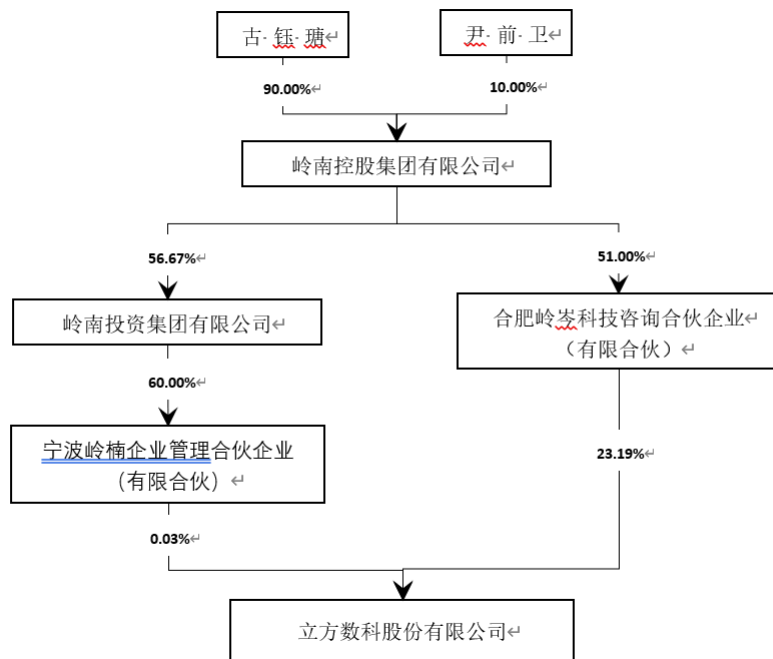 古·钰·瑭↵
尹·前·卫↵
90.00%↵
10.00%↵
岭南控股集团有限公司↵
56.67%↵
51.00%↵
岭南投资集团有限公司↵
合肥岭岑科技咨询合伙企业↵
（有限合伙）↵
60.00%↵
宁波岭楠企业管理合伙企业
（有限合伙）↵
23.19%↵
0.03%↵
立方数科股份有限公司↵